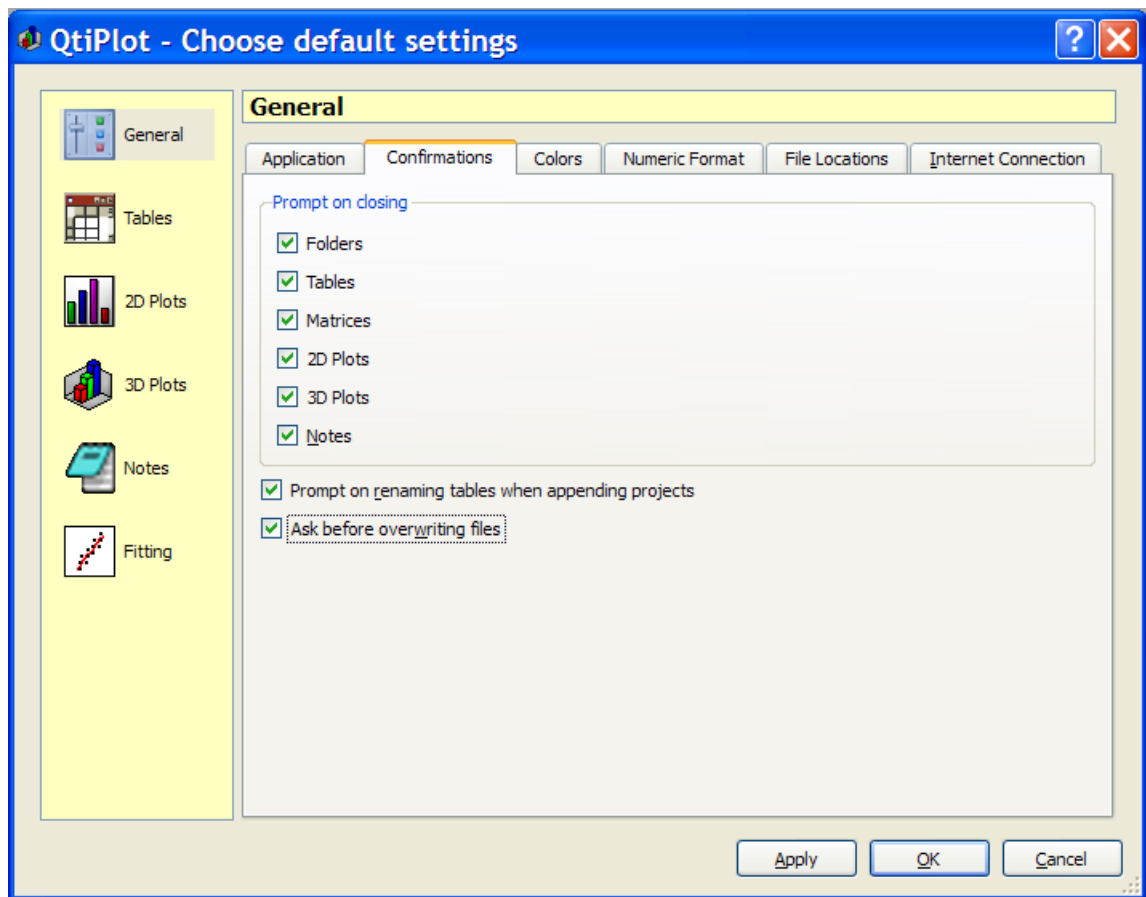 QtiPlot - Choose default settings
?
General
Tables
2D Plots
3D Plots
Notes
Fitting
General
Application Confirmations Colors Numeric Format File Locations Internet Connection
Prompt on closing
Folders
Tables
Matrices
2D Plots
3D Plots
Notes
Prompt on renaming tables when appending projects
Ask before overwriting files
Apply OK Cancel